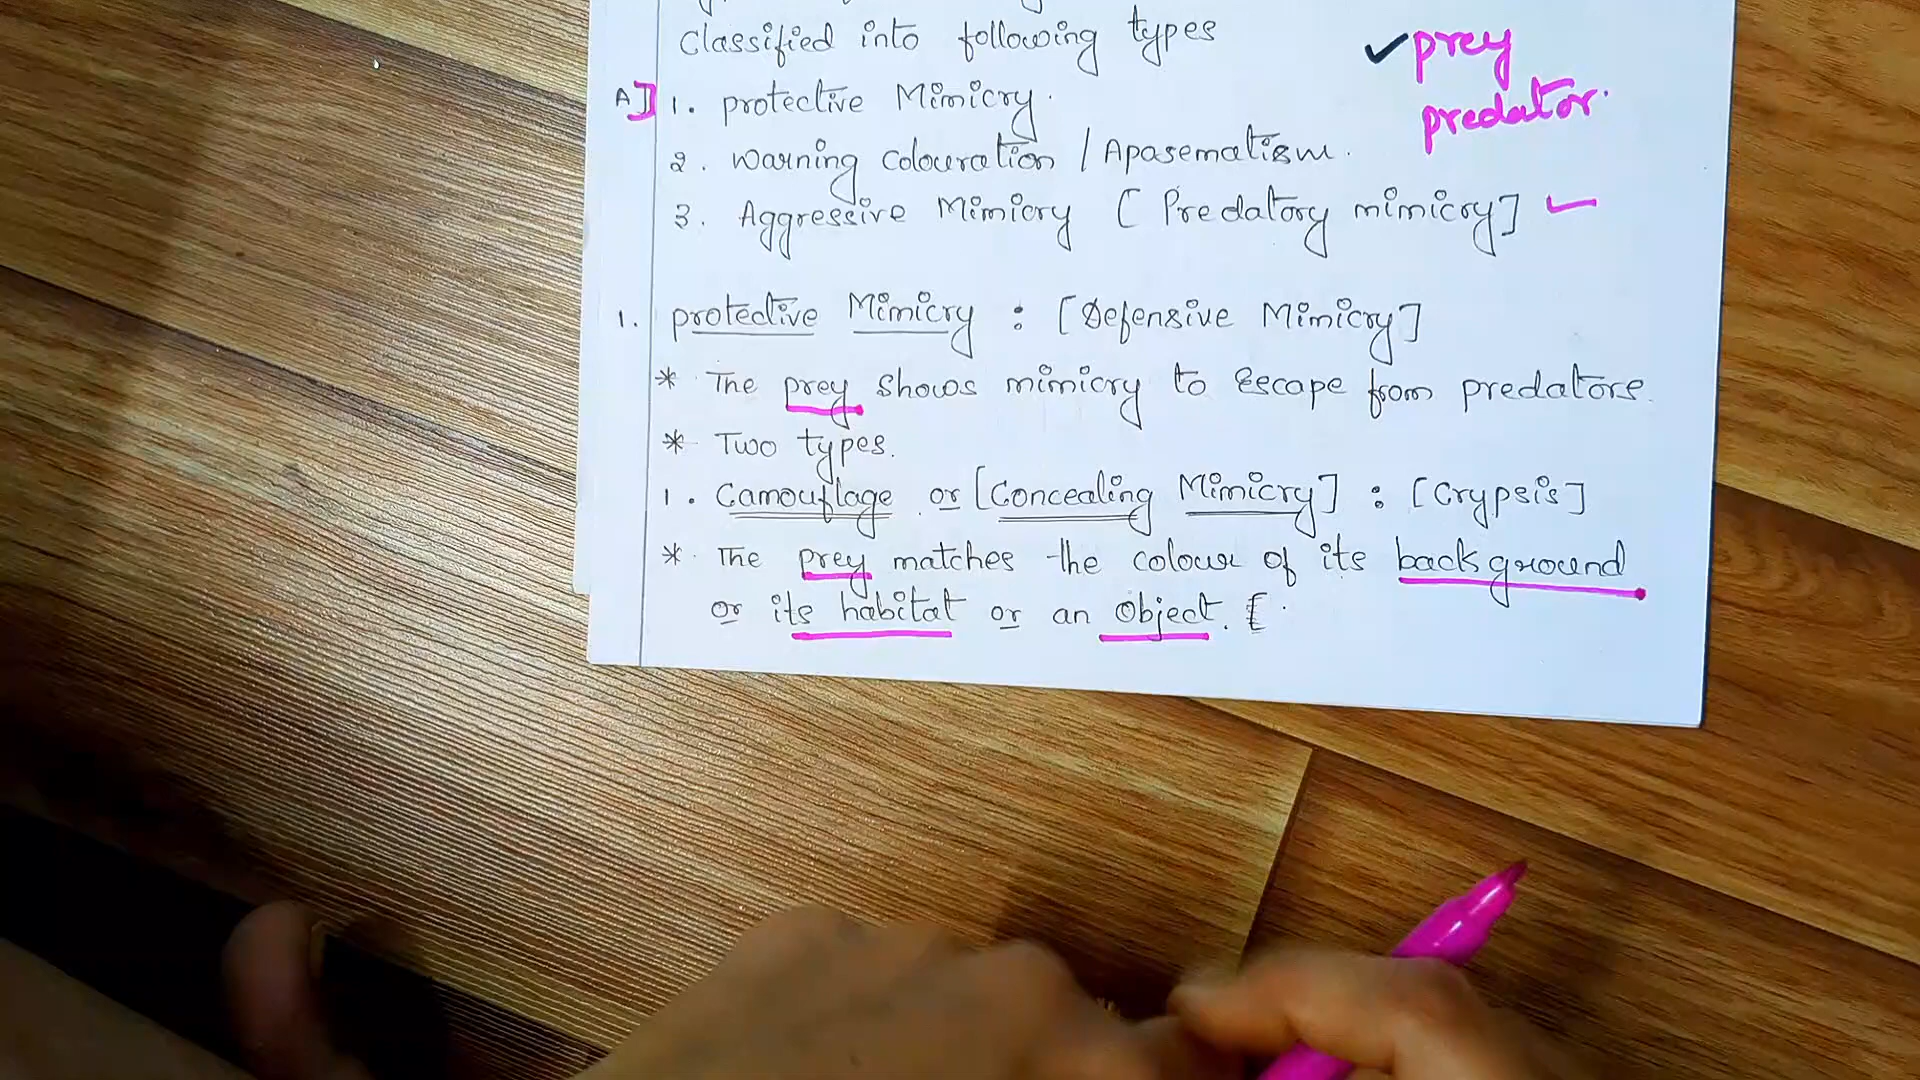 Classified into following types
✓ prey
predator.
A] 1. protective Mimicry.
2. Warning Colouration / Apasematism.
3. Aggressive Mimicry [Predatory mimicry] ✓
1. protective Mimicry : [Defensive Mimicry]
* The prey shows mimicry to Escape from predators.
* Two types.
1. Camouflage or [Concealing Mimicry] : [Crypsis]
* The prey matches the colour of its background
or its habitat or an object. [